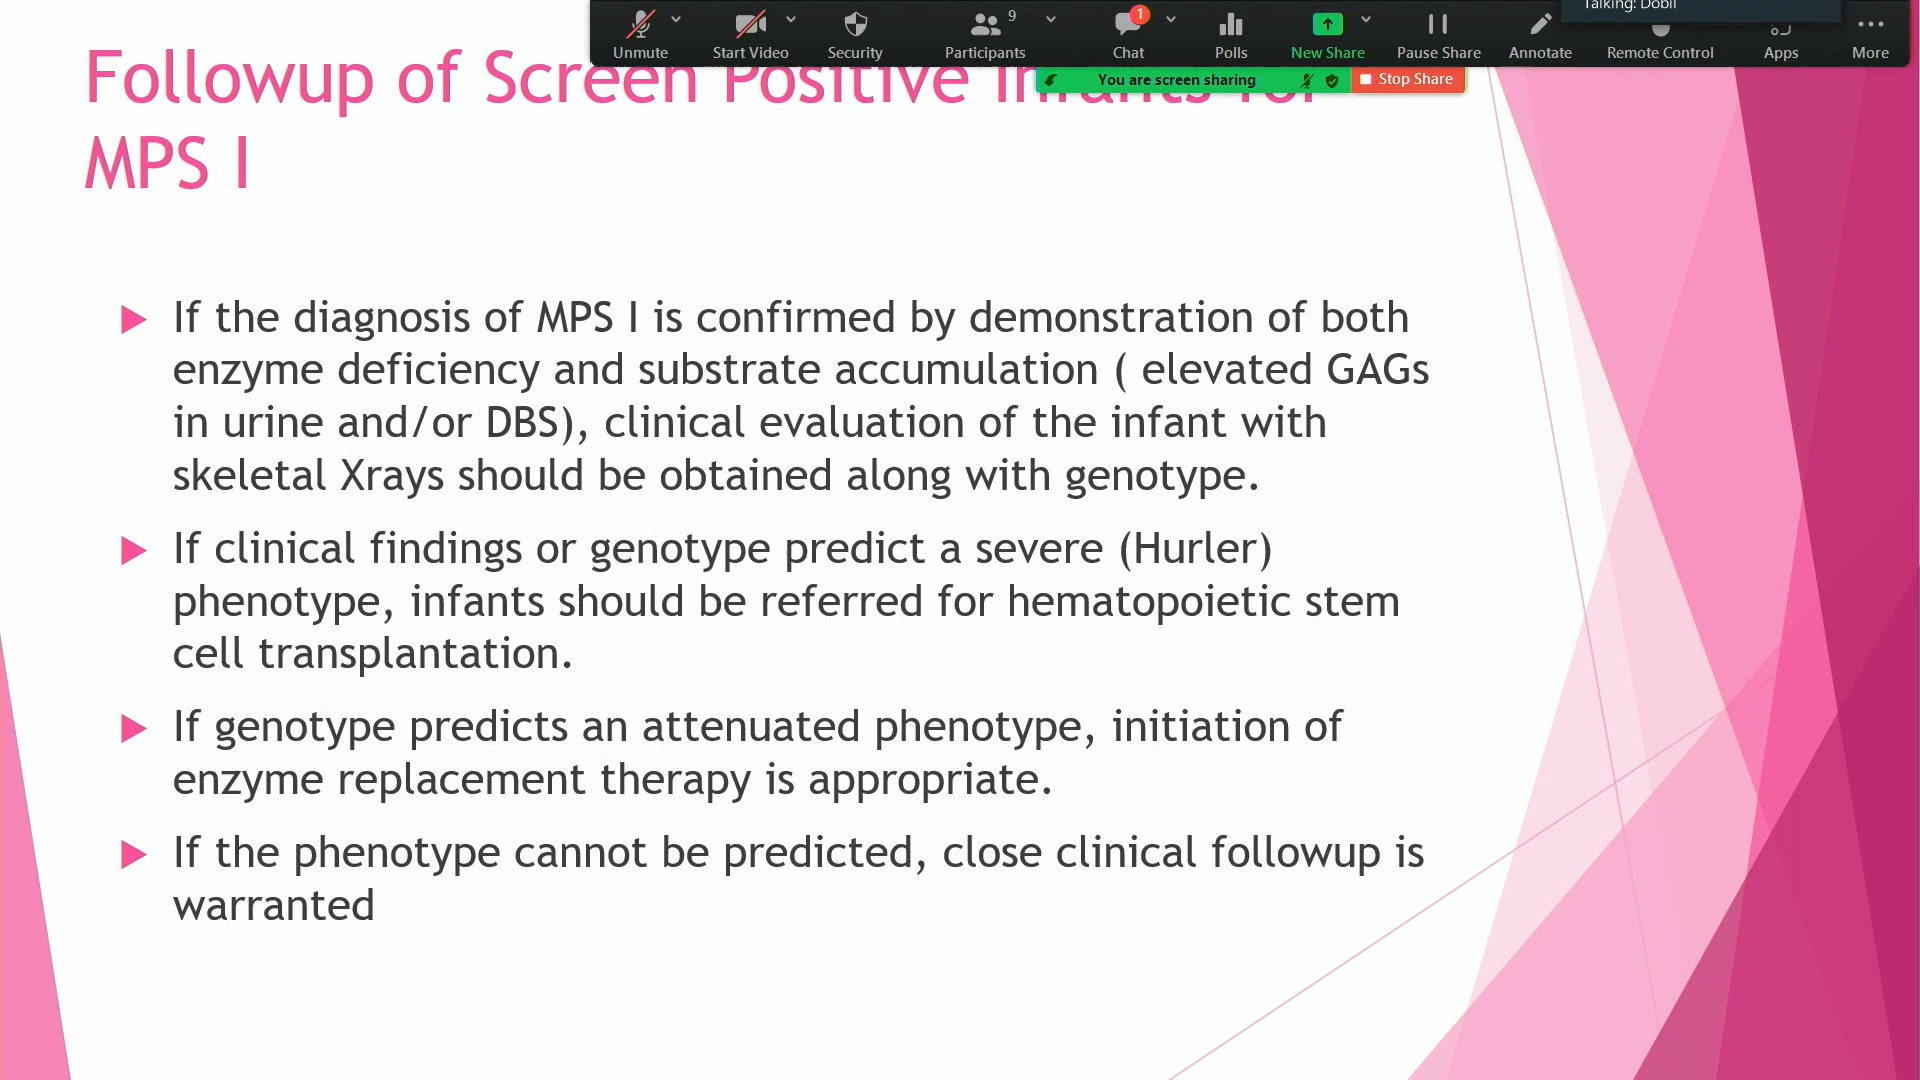 Talking: Dobil
9
1
Unmute
Start Video
Security
Participants
Chat
Polls
New Share
Pause Share
Annotate
Remote Control
Apps
More
You are screen sharing
Stop Share
Followup of Screen Positive Infants for
MPS I
If the diagnosis of MPS I is confirmed by demonstration of both
enzyme deficiency and substrate accumulation ( elevated GAGs
in urine and/or DBS), clinical evaluation of the infant with
skeletal Xrays should be obtained along with genotype.
If clinical findings or genotype predict a severe (Hurler)
phenotype, infants should be referred for hematopoietic stem
cell transplantation.
If genotype predicts an attenuated phenotype, initiation of
enzyme replacement therapy is appropriate.
If the phenotype cannot be predicted, close clinical followup is
warranted